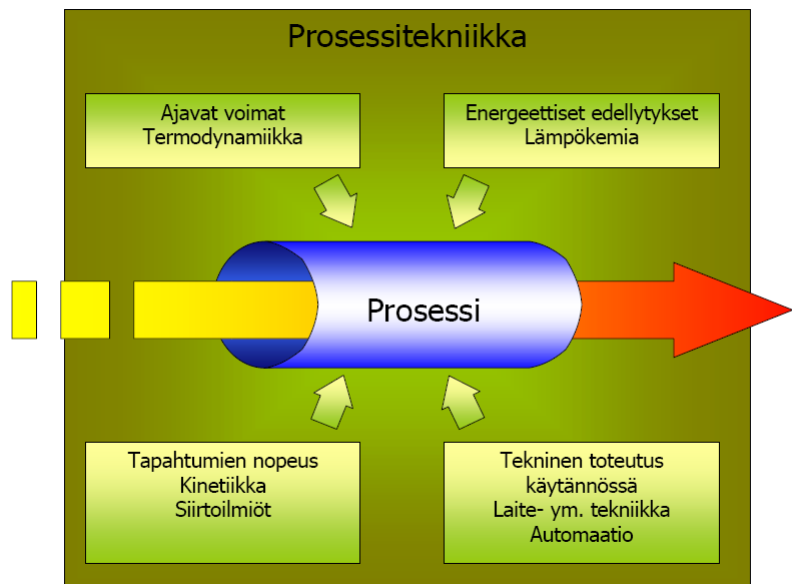 Prosessitekniikka
Ajavat voimat
Termodynamiikka
Energeettiset edellytykset
Lämpökemia
Prosessi
Tapahtumien nopeus
Kinetiikka
Siirtoilmiöt
Tekninen toteutus
käytännössä
Laite- ym. tekniikka
Automaatio